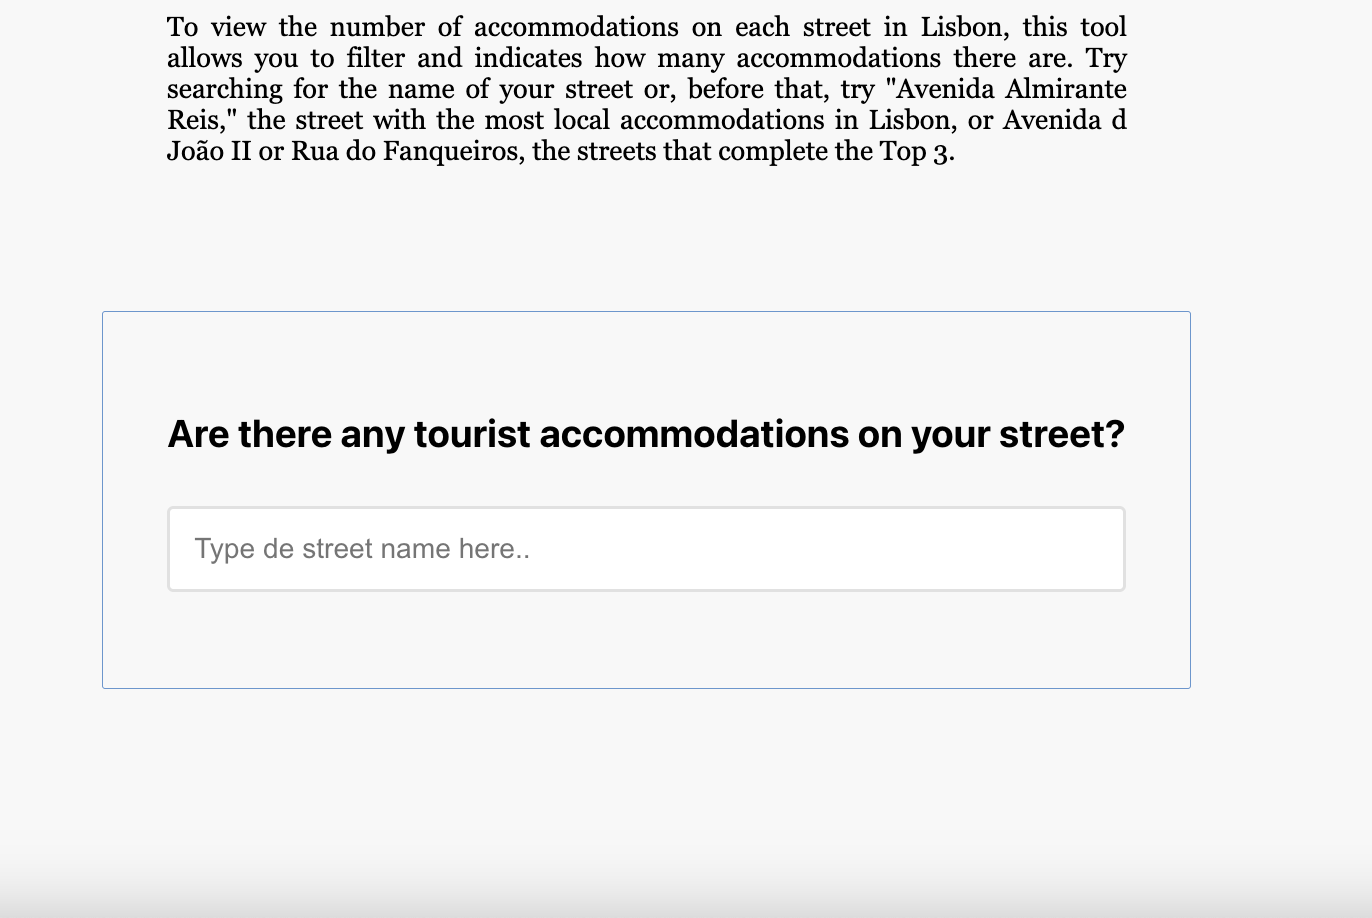 To view the number of accommodations on each street in Lisbon, this tool
allows you to filter and indicates how many accommodations there are. Try
searching for the name of your street or, before that, try "Avenida Almirante
Reis," the street with the most local accommodations in Lisbon, or Avenida d
João II or Rua do Fanqueiros, the streets that complete the Top 3.
Are there any tourist accommodations on your street?
Type de street name here..